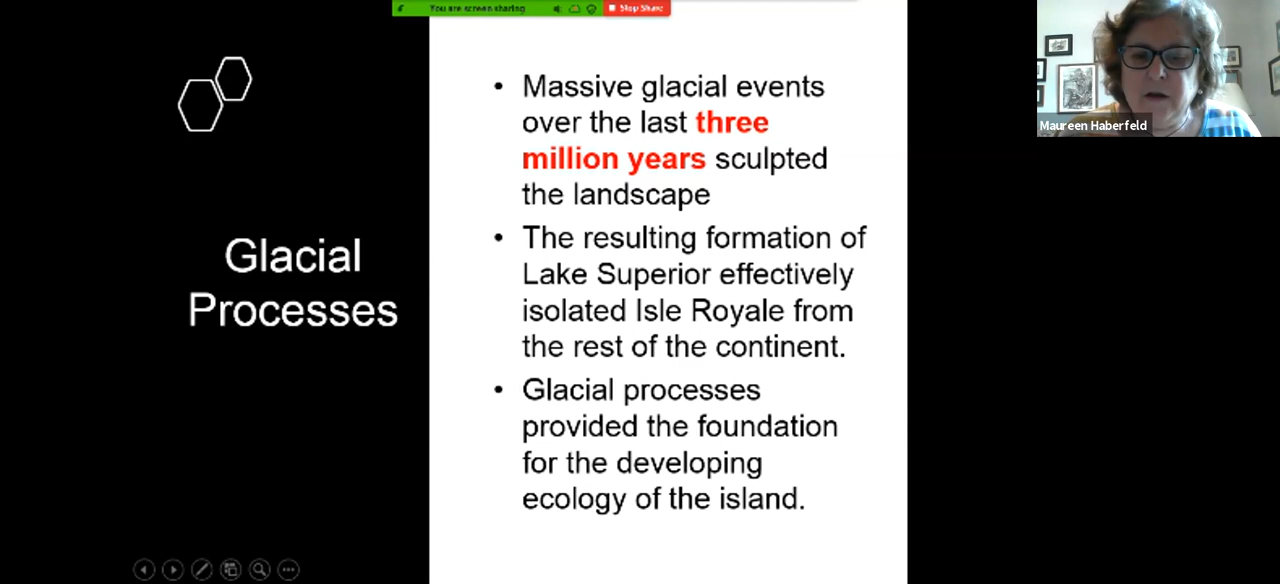 You are screen sharing
Stop Share
Maureen Haberfeld
Glacial
Processes
• Massive glacial events
over the last three
million years sculpted
the landscape
• The resulting formation of
Lake Superior effectively
isolated Isle Royale from
the rest of the continent.
• Glacial processes
provided the foundation
for the developing
ecology of the island.